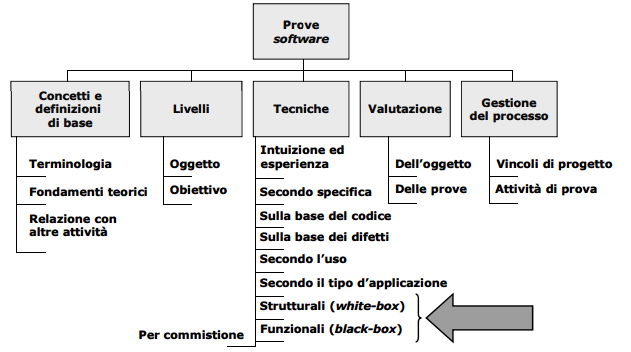 Prove
software
Concetti e
definizioni
di base
Livelli
Tecniche
Valutazione
Gestione
del processo
Terminologia
Fondamenti teorici
Relazione con
altre attività
Oggetto
Obiettivo
Intuizione ed
esperienza
Secondo specifica
Sulla base del codice
Sulla base dei difetti
Secondo l'uso
Secondo il tipo d'applicazione
Strutturali (white-box)
Funzionali (black-box)
Per commistione
Dell'oggetto
Delle prove
Vincoli di progetto
Attività di prova